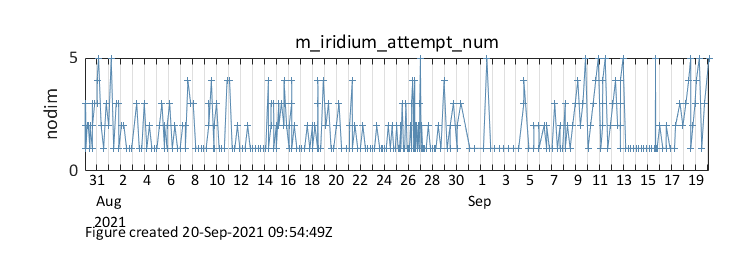 m_iridium_attempt_num
5
nodim
0
31 2 4 6 8 10 12 14 16 18 20 22 24 26 28 30 1 3 5 7 9 11 13 15 17 19
Aug Sep
2021
Figure created 20-Sep-2021 09:54:49Z